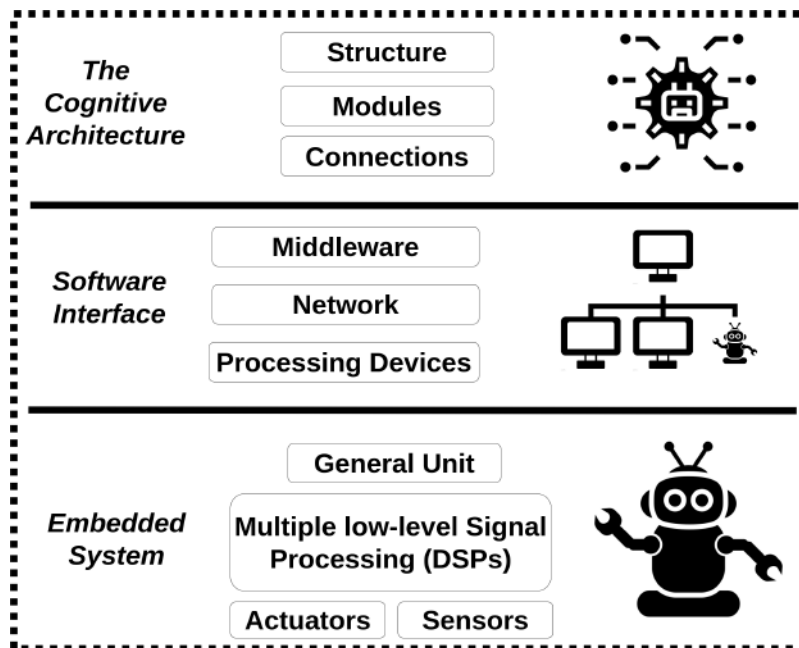 The
Cognitive
Architecture
Structure
Modules
Connections
Software
Interface
Middleware
Network
Processing Devices
Embedded
System
General Unit
Multiple low-level Signal
Processing (DSPs)
Actuators
Sensors